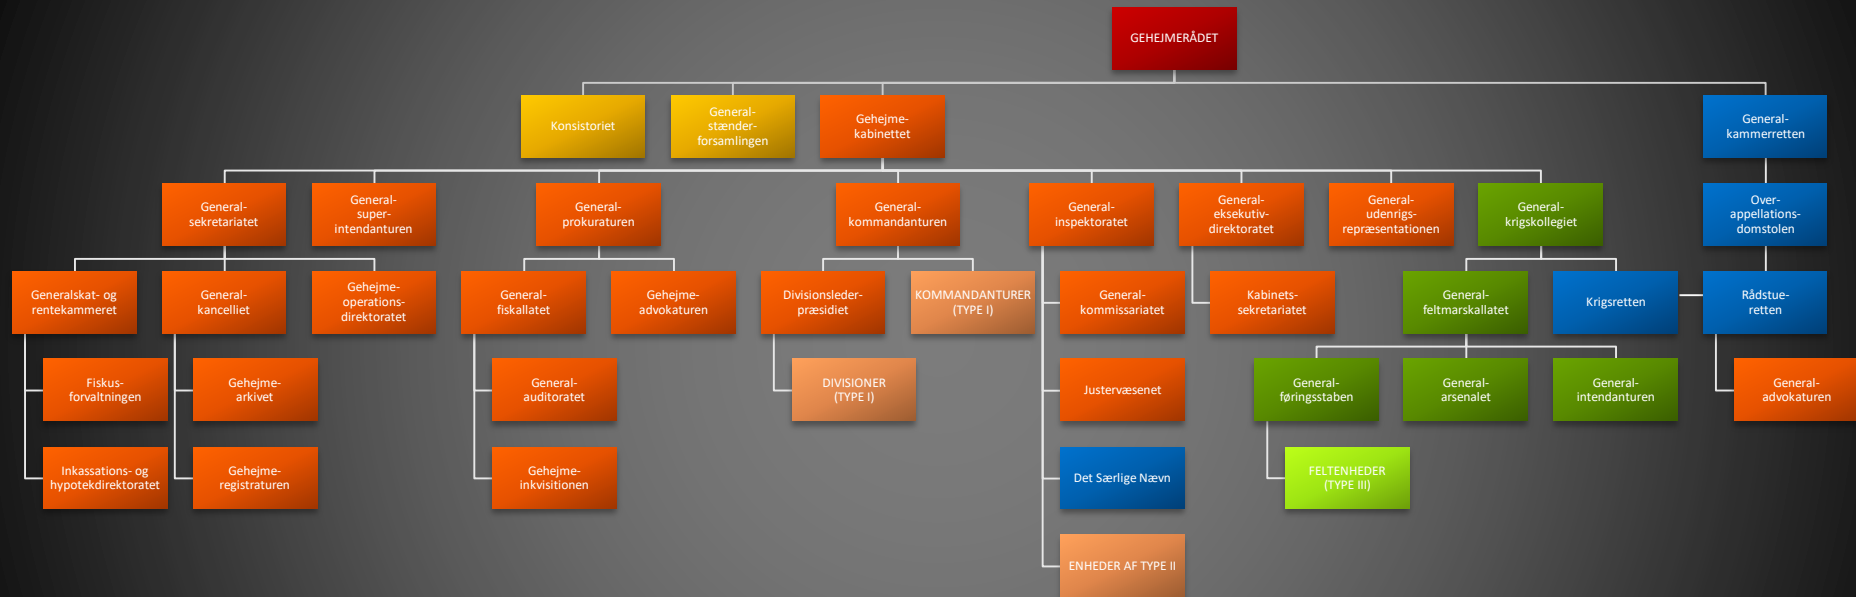 GEHEJMERÅDET
Konsistoriet
General-
stænder-
forsamlingen
Gehejme-
kabinettet
General-
kammerretten
General-
sekretariatet
General-
super-
intendanturen
General-
prokuraturen
General-
kommandanturen
General-
inspektoratet
General-
eksekutiv-
direktoratet
General-
udenrigs-
repræsentationen
General-
krigskollegiet
Over-
appellations-
domstolen
Generalskat- og
rentekammeret
General-
kancelliet
Gehejme-
operations-
direktoratet
General-
fiskallatet
Gehejme-
advokaturen
Divisionsleder-
præsidiet
KOMMANDANTURER
(TYPE I)
General-
kommissariatet
Kabinets-
sekretariatet
General-
feltmarskallatet
Krigsretten
Rådstue-
retten
Fiskus-
forvaltningen
Gehejme-
arkivet
General-
auditoratet
DIVISIONER
(TYPE I)
Justervæsenet
General-
føringsstaben
General-
arsenalet
General-
intendanturen
General-
advokaturen
Inkassations- og
hypotekdirektoratet
Gehejme-
registraturen
Gehejme-
inkvisitionen
Det Særlige Nævn
FELTENHEDER
(TYPE III)
ENHEDER AF TYPE II